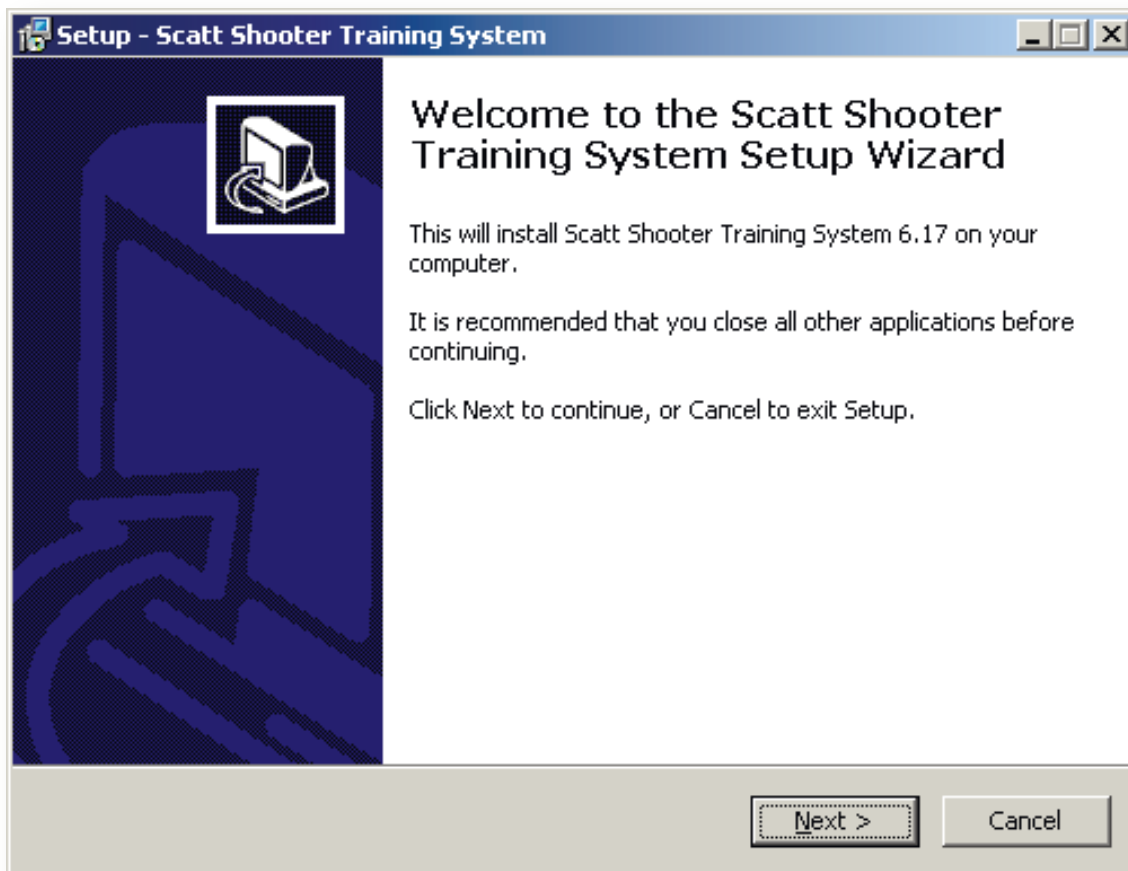 Setup - Scatt Shooter Training System
Welcome to the Scatt Shooter
Training System Setup Wizard
This will install Scatt Shooter Training System 6.17 on your
computer.
It is recommended that you close all other applications before
continuing.
Click Next to continue, or Cancel to exit Setup.
Next >
Cancel